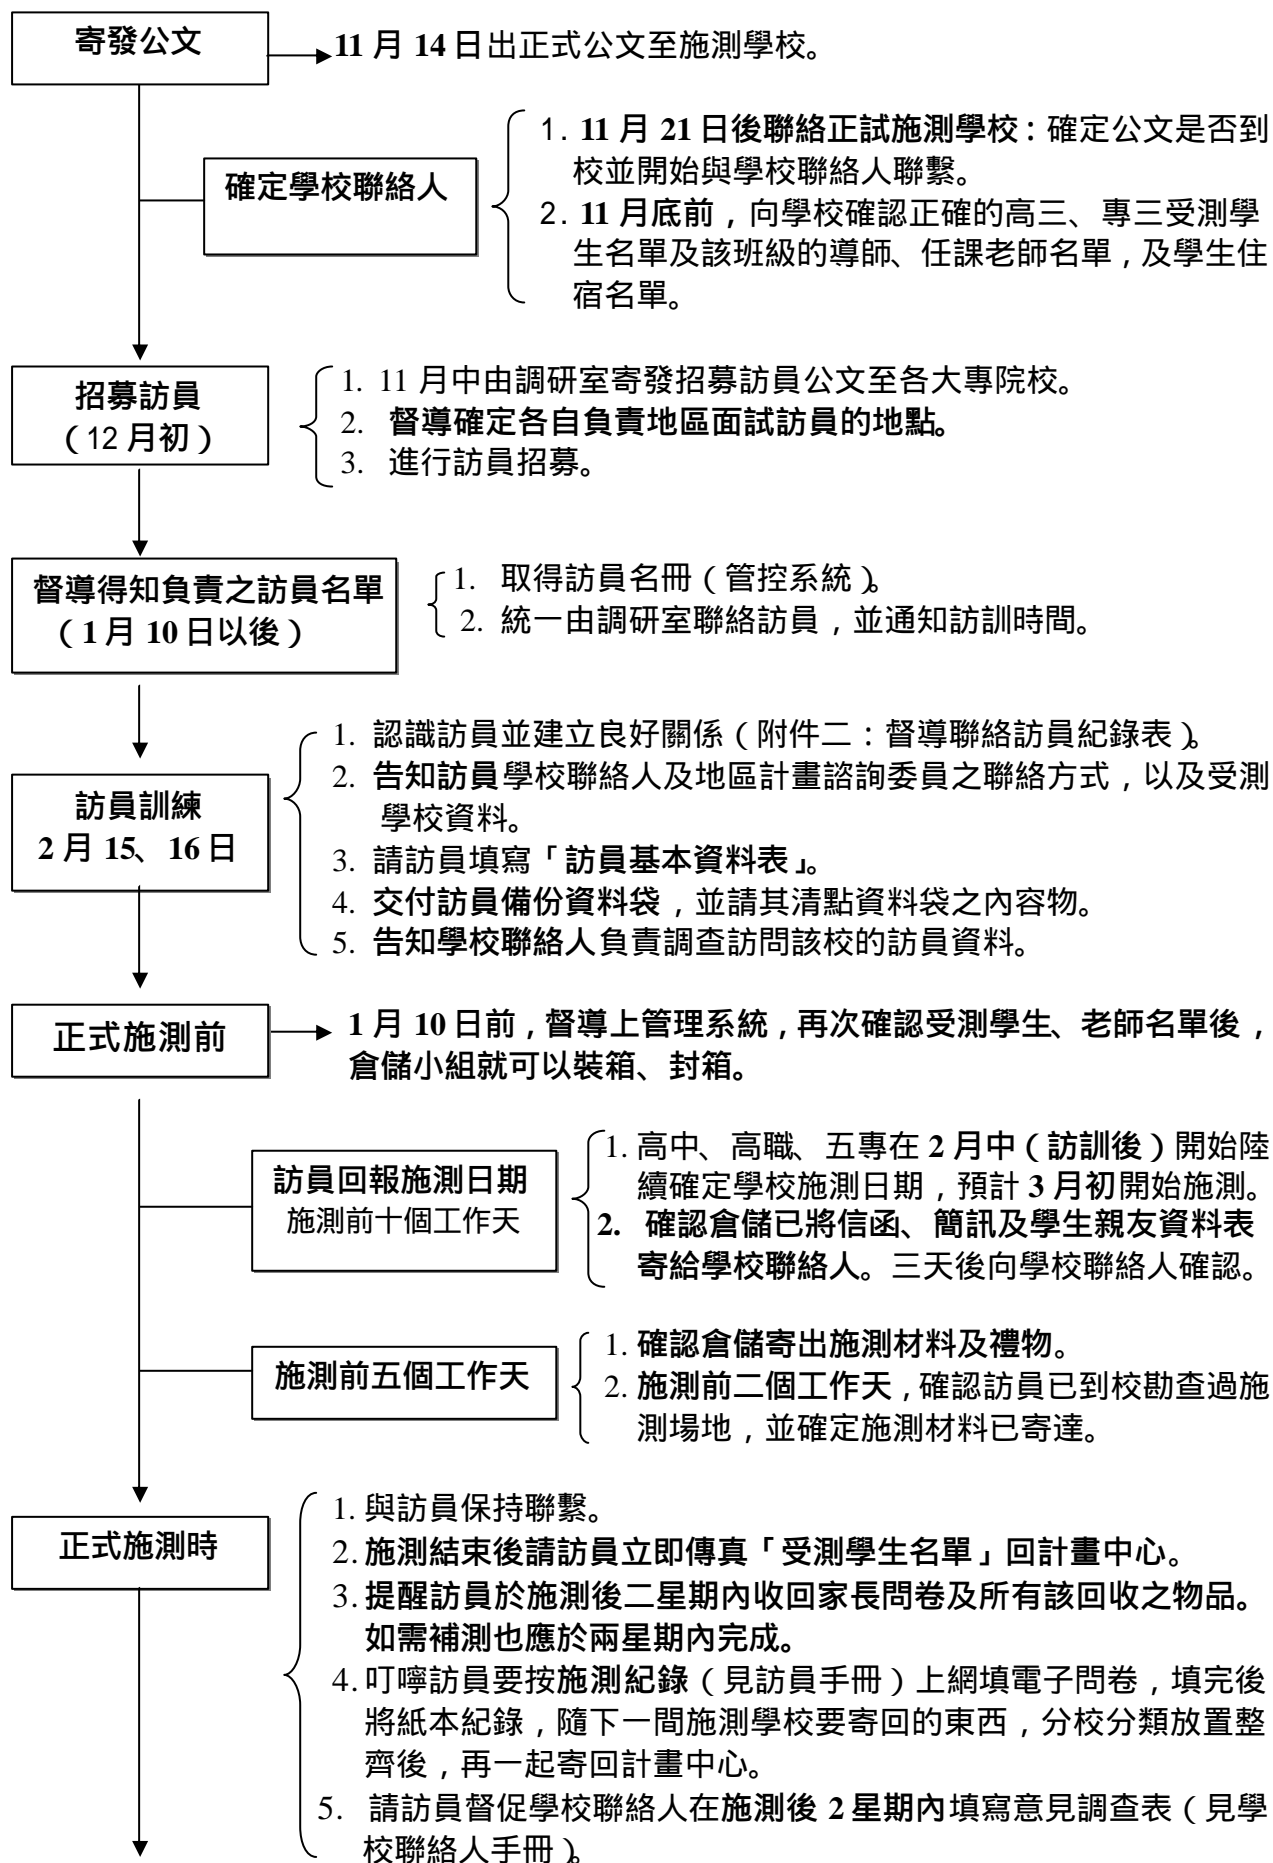 寄發公文
11 月 14 日出正式公文至施測學校。
確定學校聯絡人
1. 11 月 21 日後聯絡正試施測學校：確定公文是否到
校並開始與學校聯絡人聯繫。
2. 11 月底前，向學校確認正確的高三、專三受測學
生名單及該班級的導師、任課老師名單，及學生住
宿名單。
招募訪員
（12 月初）
1. 11 月中由調研室寄發招募訪員公文至各大專院校。
2. 督導確定各自負責地區面試訪員的地點。
3. 進行訪員招募。
督導得知負責之訪員名單
（1 月 10 日以後）
1. 取得訪員名冊（管控系統）。
2. 統一由調研室聯絡訪員，並通知訪訓時間。
訪員訓練
2 月 15、16 日
1. 認識訪員並建立良好關係（附件二：督導聯絡訪員紀錄表）。
2. 告知訪員學校聯絡人及地區計畫諮詢委員之聯絡方式，以及受測
學校資料。
3. 請訪員填寫「訪員基本資料表」。
4. 交付訪員備份資料袋，並請其清點資料袋之內容物。
5. 告知學校聯絡人負責調查訪問該校的訪員資料。
正式施測前
1 月 10 日前，督導上管理系統，再次確認受測學生、老師名單後，
倉儲小組就可以裝箱、封箱。
訪員回報施測日期
施測前十個工作天
1. 高中、高職、五專在 2 月中（訪訓後）開始陸
續確定學校施測日期，預計 3 月初開始施測。
2. 確認倉儲已將信函、簡訊及學生親友資料表
寄給學校聯絡人。三天後向學校聯絡人確認。
施測前五個工作天
1. 確認倉儲寄出施測材料及禮物。
2. 施測前二個工作天，確認訪員已到校勘查過施
測場地，並確定施測材料已寄達。
正式施測時
1. 與訪員保持聯繫。
2. 施測結束後請訪員立即傳真「受測學生名單」回計畫中心。
3. 提醒訪員於施測後二星期內收回家長問卷及所有該回收之物品。
如需補測也應於兩星期內完成。
4. 叮嚀訪員要按施測紀錄（見訪員手冊）上網填電子問卷，填完後
將紙本紀錄，隨下一間施測學校要寄回的東西，分校分類放置整
齊後，再一起寄回計畫中心。
5. 請訪員督促學校聯絡人在施測後 2 星期內填寫意見調查表（見學
校聯絡人手冊）。